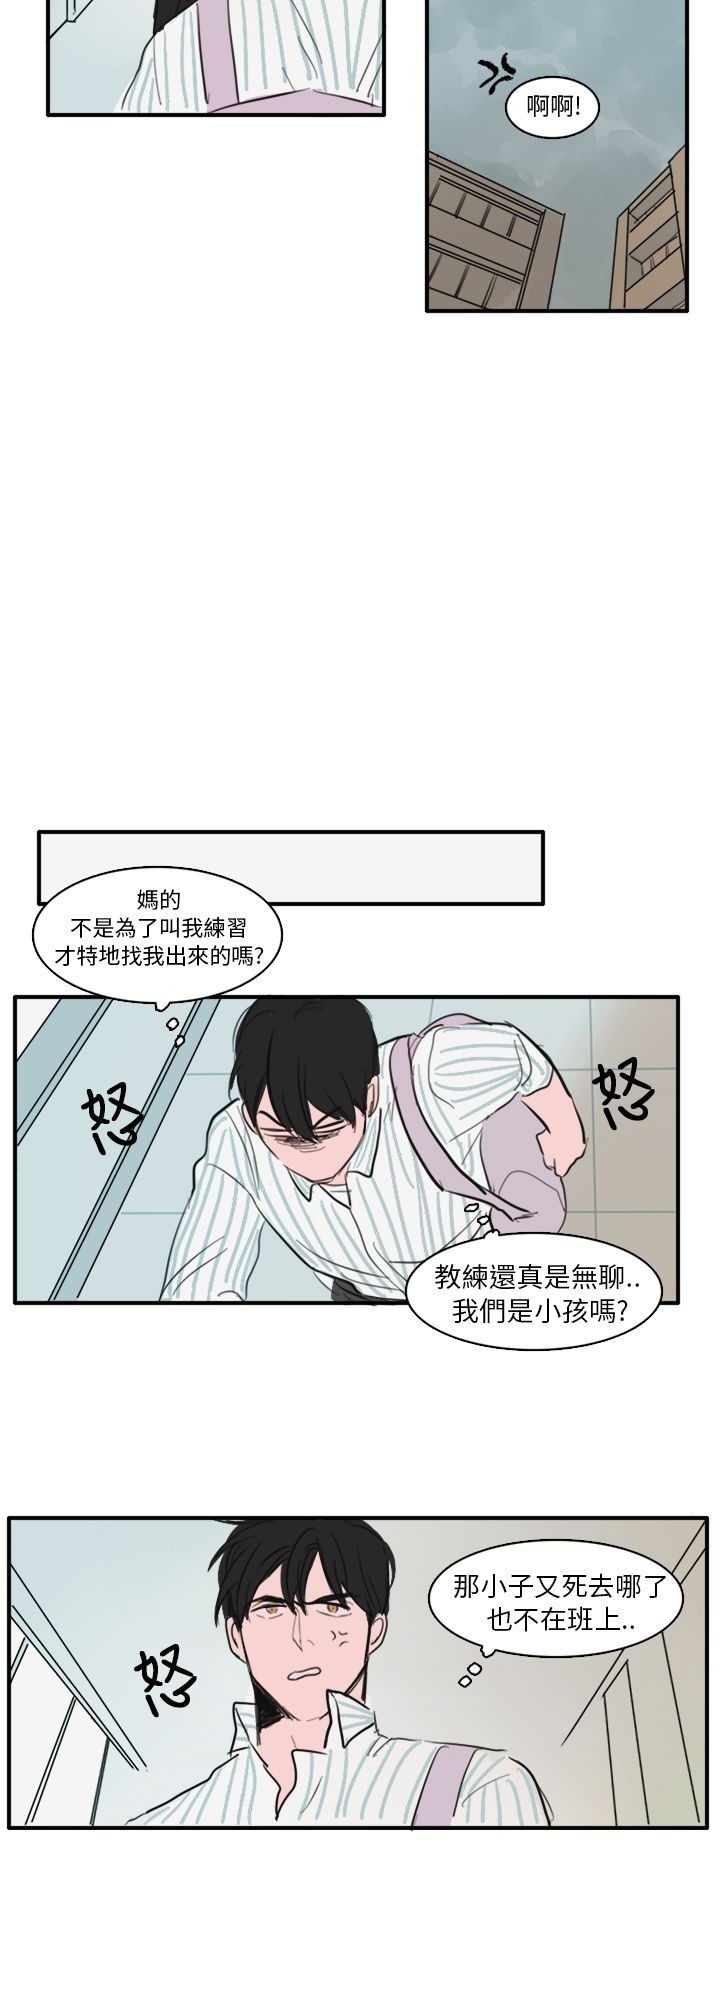 啊啊!
媽的
不是為了叫我練習
才特地找我出來的嗎?
怒
怒
教練還真是無聊..
我們是小孩嗎?
那小子又死去哪了
也不在班上..
怒